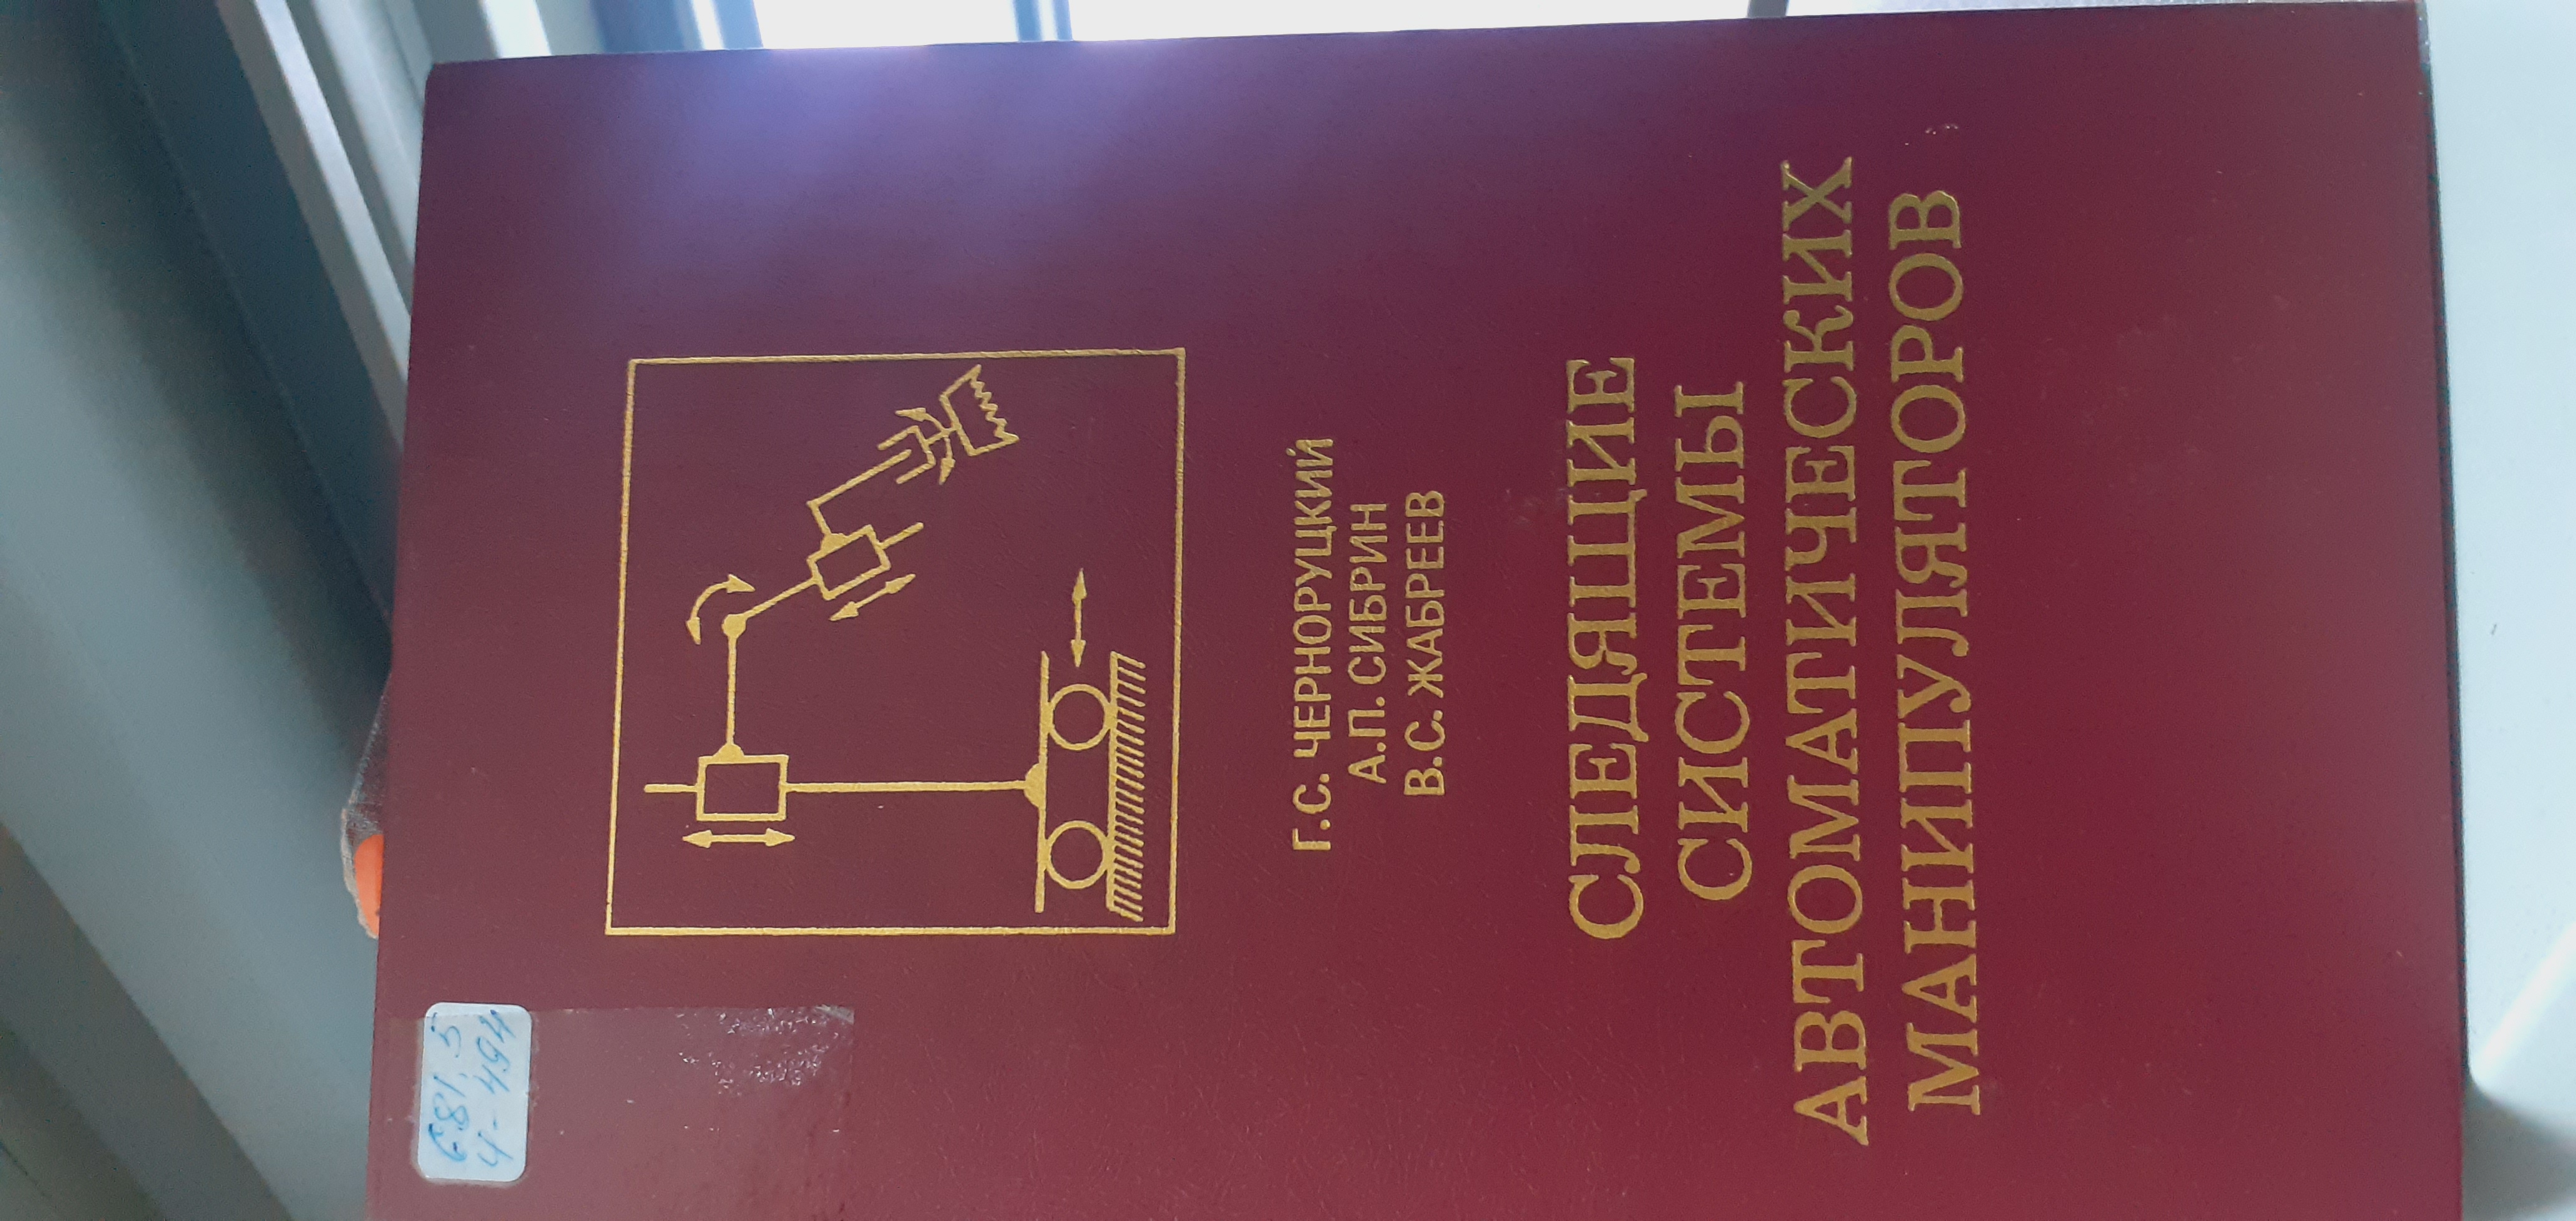 681.5
Ч-494
Г.С. ЧЕРНОРУЦКИЙ
А.П. СИБРИН
В.С. ЖАБРЕЕВ
СЛЕДЯЩИЕ
СИСТЕМЫ
АВТОМАТИЧЕСКИХ
МАНИПУЛЯТОРОВ